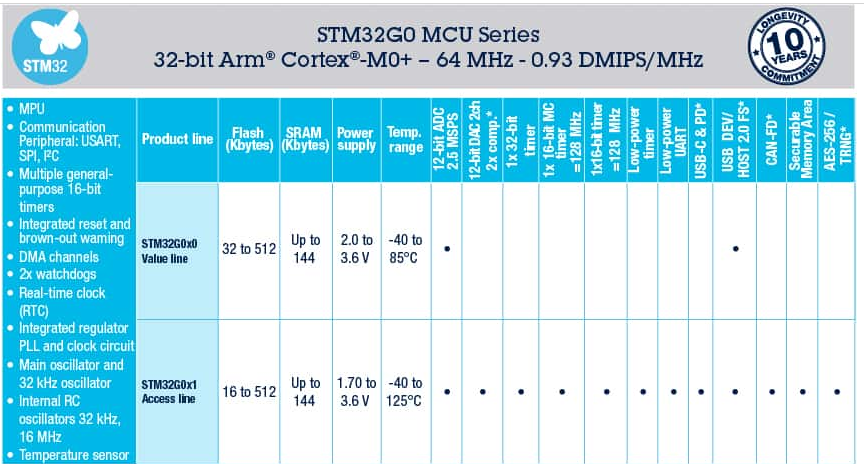 STM32
STM32G0 MCU Series
32-bit Arm® Cortex®-M0+ – 64 MHz - 0.93 DMIPS/MHz
LONGEVITY
10
YEARS
COMMITMENT
• MPU
• Communication
Peripheral: USART,
SPI, I²C
• Multiple general-
purpose 16-bit
timers
• Integrated reset and
brown-out warning
• DMA channels
• 2x watchdogs
• Real-time clock
(RTC)
• Integrated regulator
PLL and clock circuit
• Main oscillator and
32 kHz oscillator
• Internal RC
oscillators 32 kHz,
16 MHz
• Temperature sensor
Product line
Flash
(Kbytes)
SRAM
(Kbytes)
Power
supply
Temp.
range
12-bit ADC
2.5 MSPS
12-bit DAC 2ch
2x comp.*
1x 32-bit
timer
1x 16-bit MC
timer
=128 MHz
1x16-bit timer
=128 MHz
Low-power
timer
Low-power
UART
USB-C & PD*
USB DEV/
HOST 2.0 FS*
CAN-FD*
Securable
Memory Area
AES-256 /
TRNG*
STM32G0x0
Value line
32 to 512
Up to
144
2.0 to
3.6 V
-40 to
85°C
• •
STM32G0x1
Access line
16 to 512
Up to
144
1.70 to
3.6 V
-40 to
125°C
• • • • • • • • • • • •